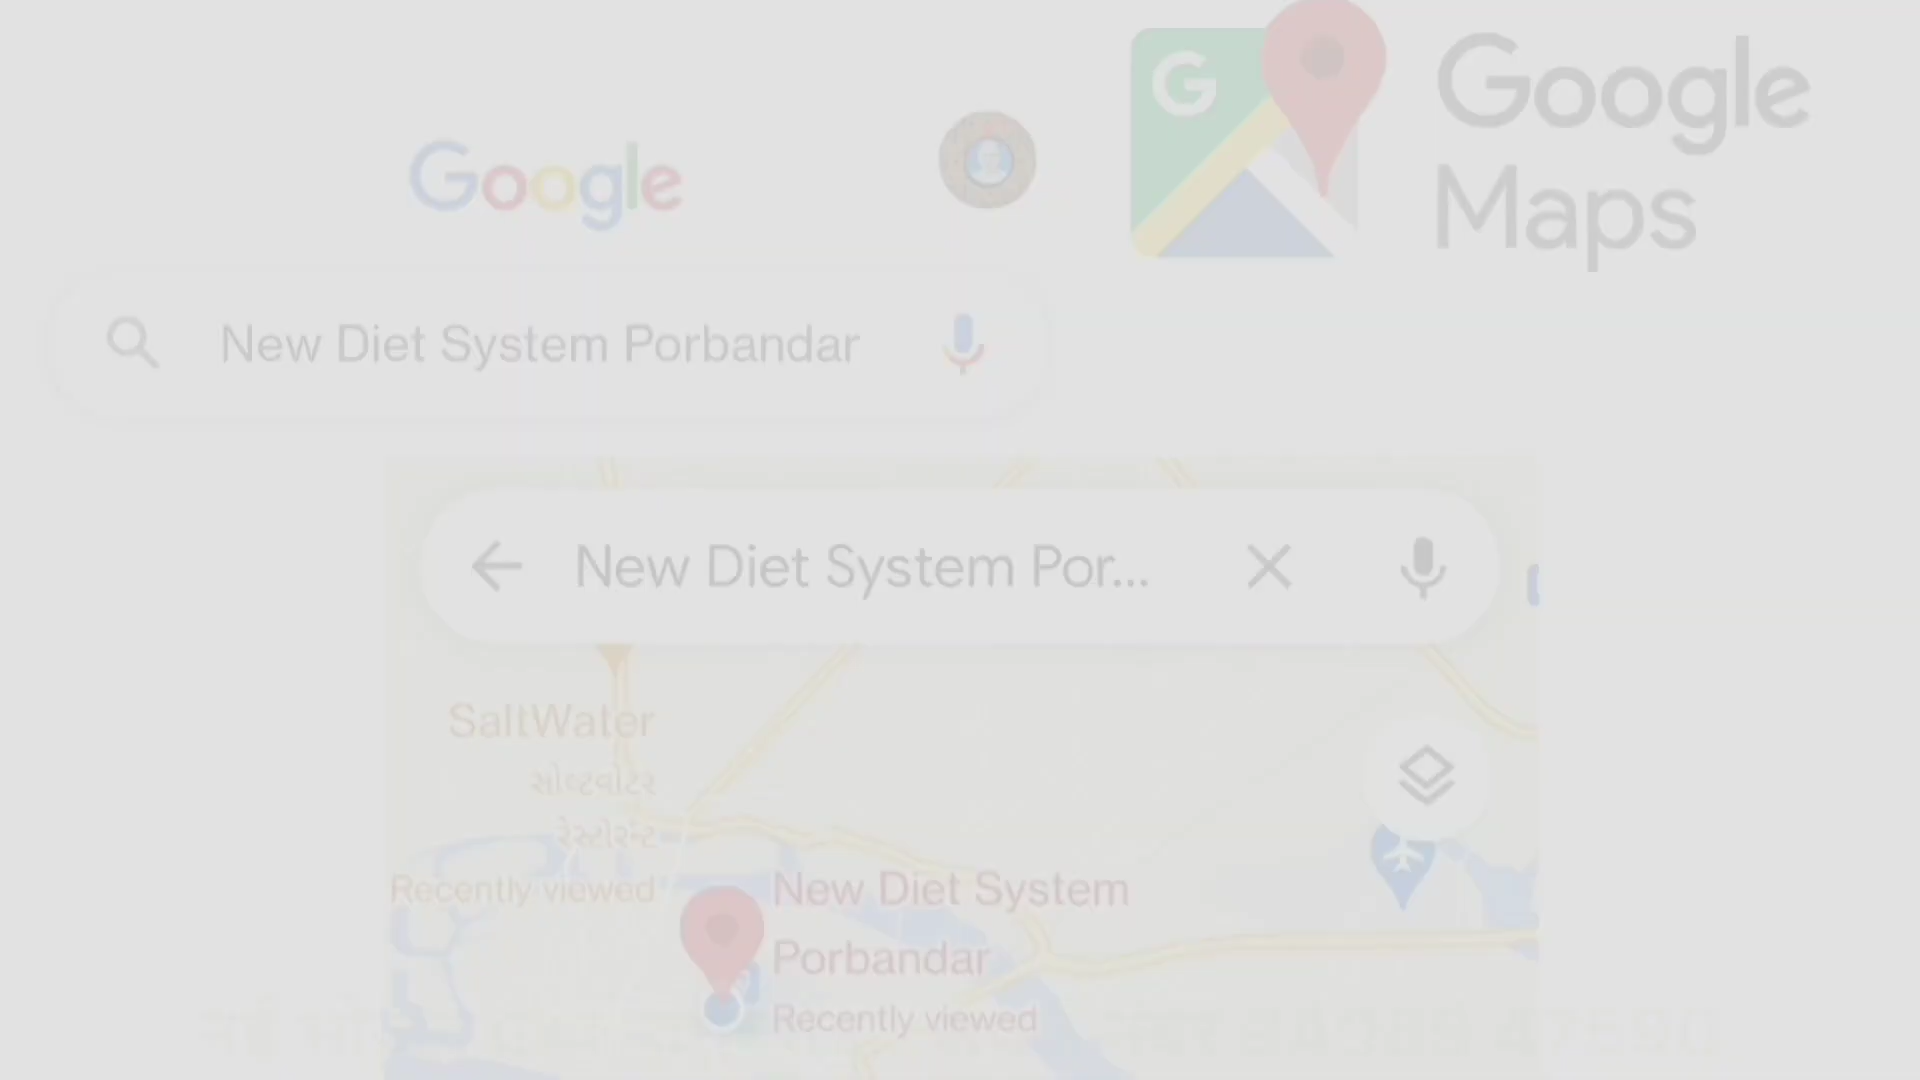 Google
Google
Maps
New Diet System Porbandar
New Diet System Por...
SaltWater
સોલ્ટવોટર
રેસ્ટોરન્ટ
Recently viewed
New Diet System
Porbandar
Recently viewed